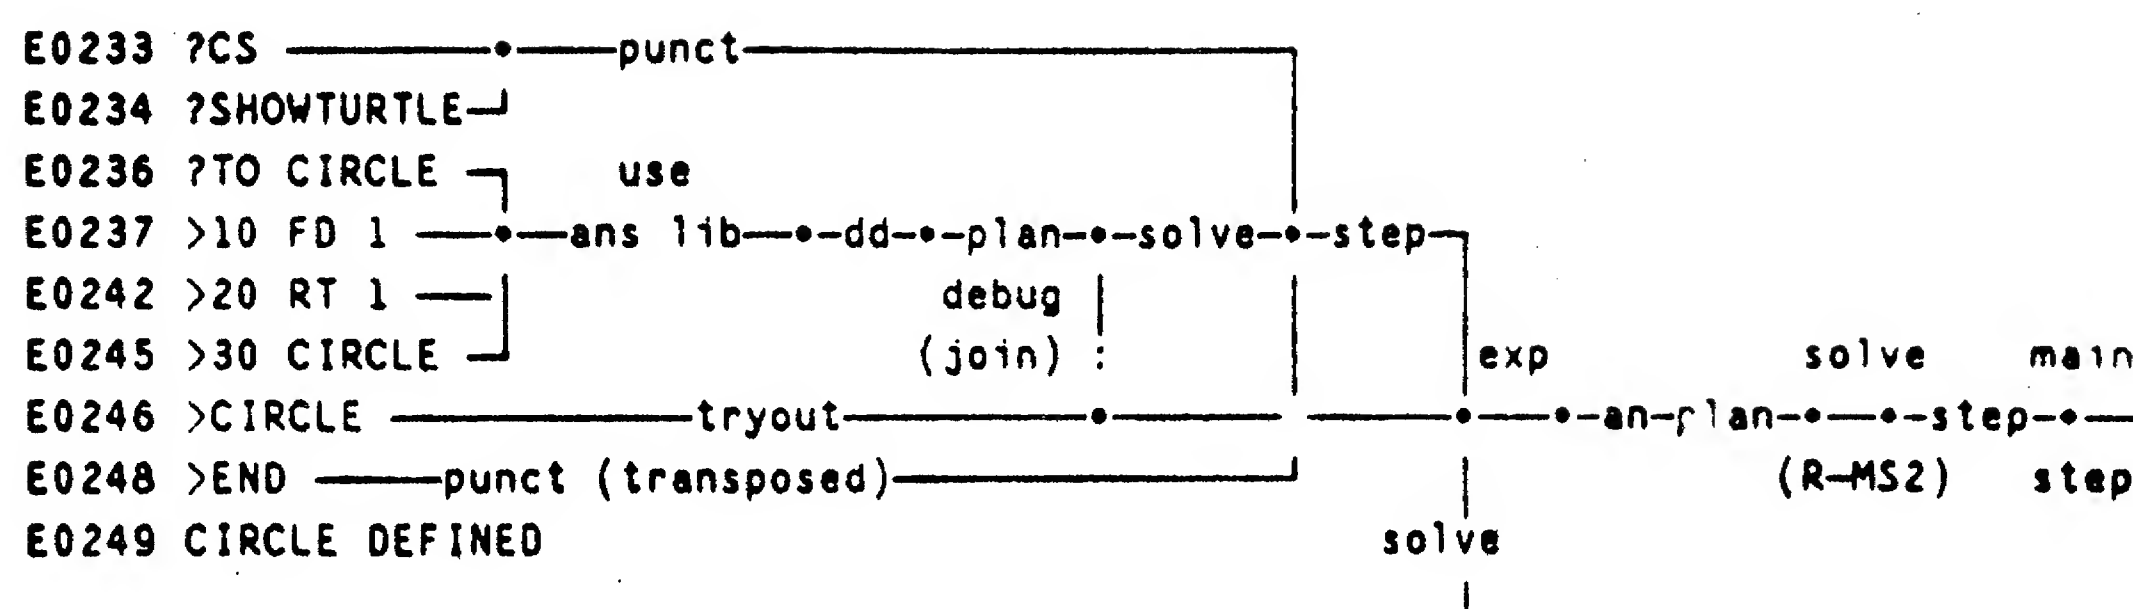 E0233 ?CS punct
E0234 ?SHOWTURTLE
E0236 ?TO CIRCLE use
E0237 >10 FD 1 ans lib dd plan solve step
E0242 >20 RT 1 debug
E0245 >30 CIRCLE (join) : exp solve main
E0246 >CIRCLE tryout an plan step
E0248 >END punct (transposed) (R-MS2) step
E0249 CIRCLE DEFINED solve